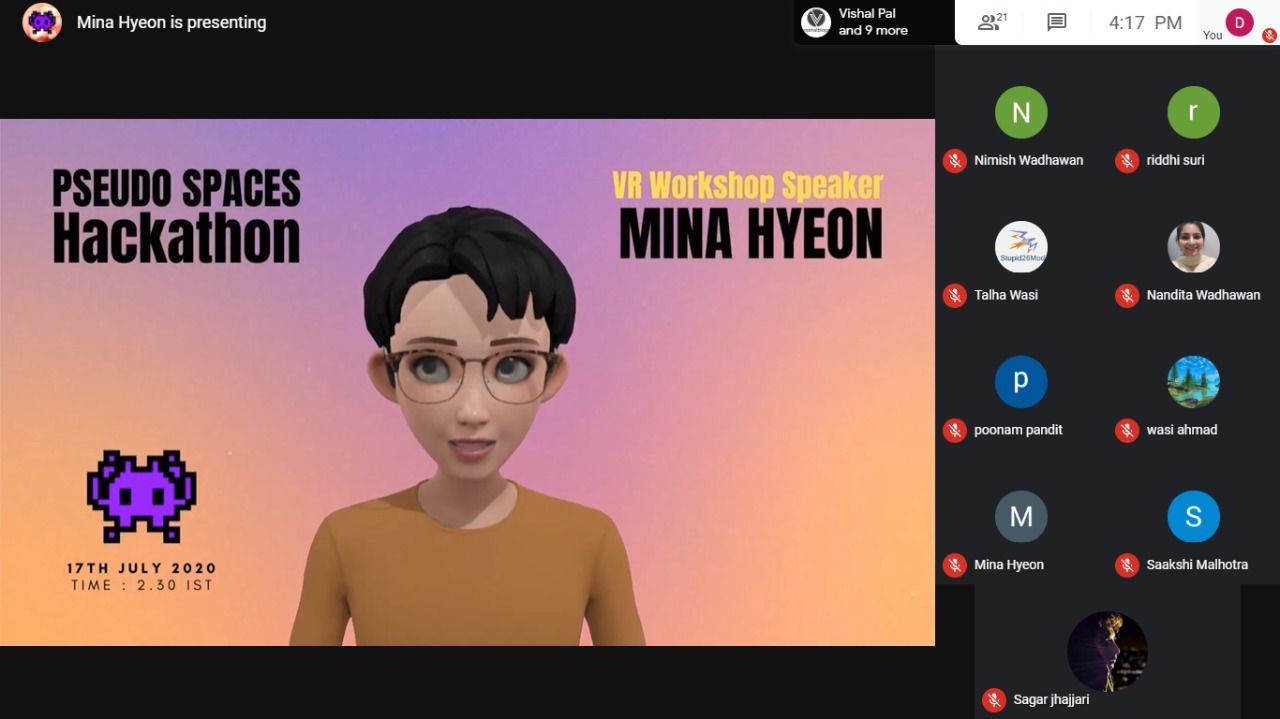 Mina Hyeon is presenting
Vishal Pal
and 9 more
21
4:17 PM
You
D
PSEUDO SPACES
Hackathon
VR Workshop Speaker
MINA HYEON
17TH JULY 2020
TIME : 2.30 IST
N
Nimish Wadhawan
r
riddhi suri
Stupid26Mod
Talha Wasi
Nandita Wadhawan
p
poonam pandit
wasi ahmad
M
Mina Hyeon
S
Saakshi Malhotra
Sagar jhajjari